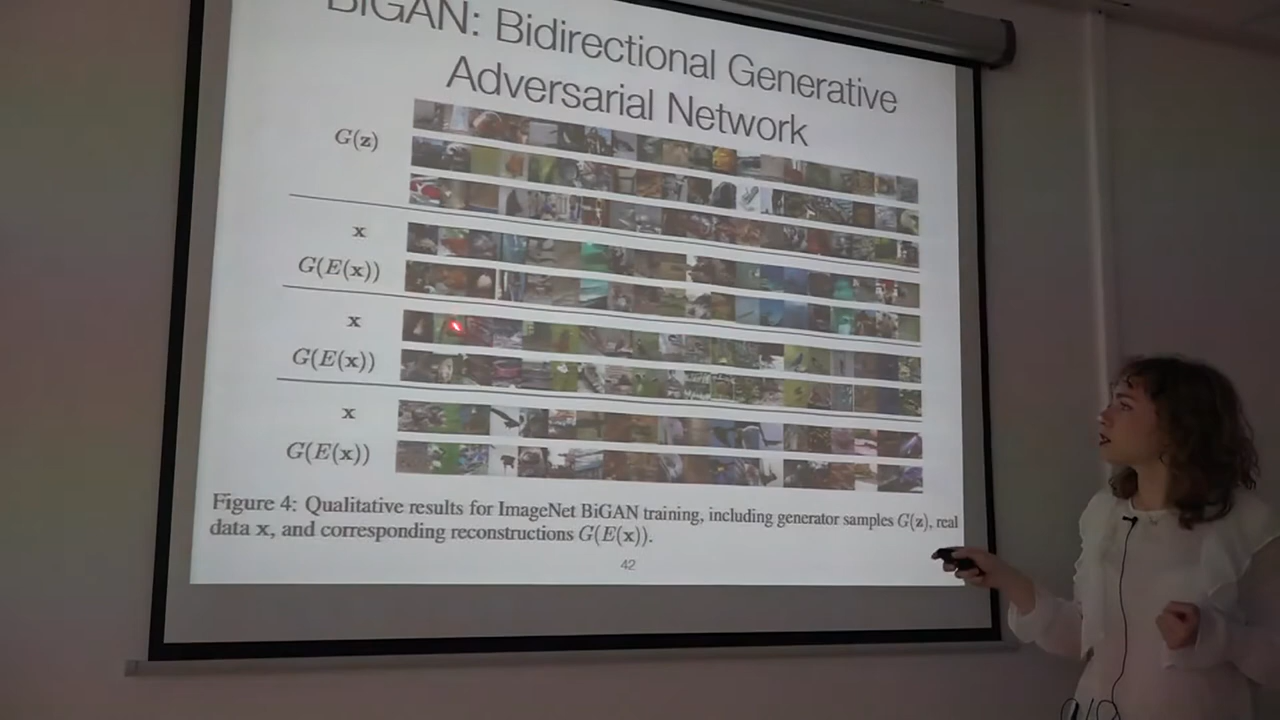 BiGAN: Bidirectional Generative
Adversarial Network
G(z)
x
G(E(x))
x
G(E(x))
x
G(E(x))
Figure 4: Qualitative results for ImageNet BiGAN training, including generator samples G(z), real
data x, and corresponding reconstructions G(E(x)).
42